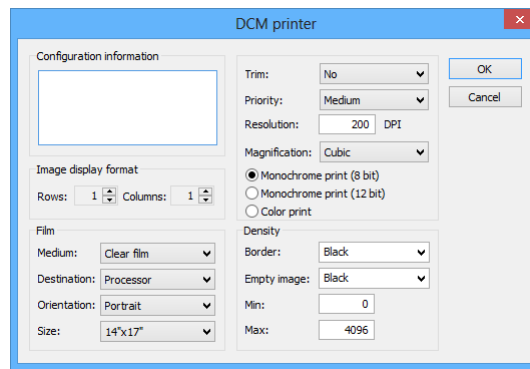 DCM printer
Configuration information
Image display format
Rows: 1 Columns: 1
Film
Medium: Clear film
Destination: Processor
Orientation: Portrait
Size: 14"x17"
Trim: No
Priority: Medium
Resolution: 200 DPI
Magnification: Cubic
Monochrome print (8 bit)
Monochrome print (12 bit)
Color print
Density
Border: Black
Empty image: Black
Min: 0
Max: 4096
OK
Cancel